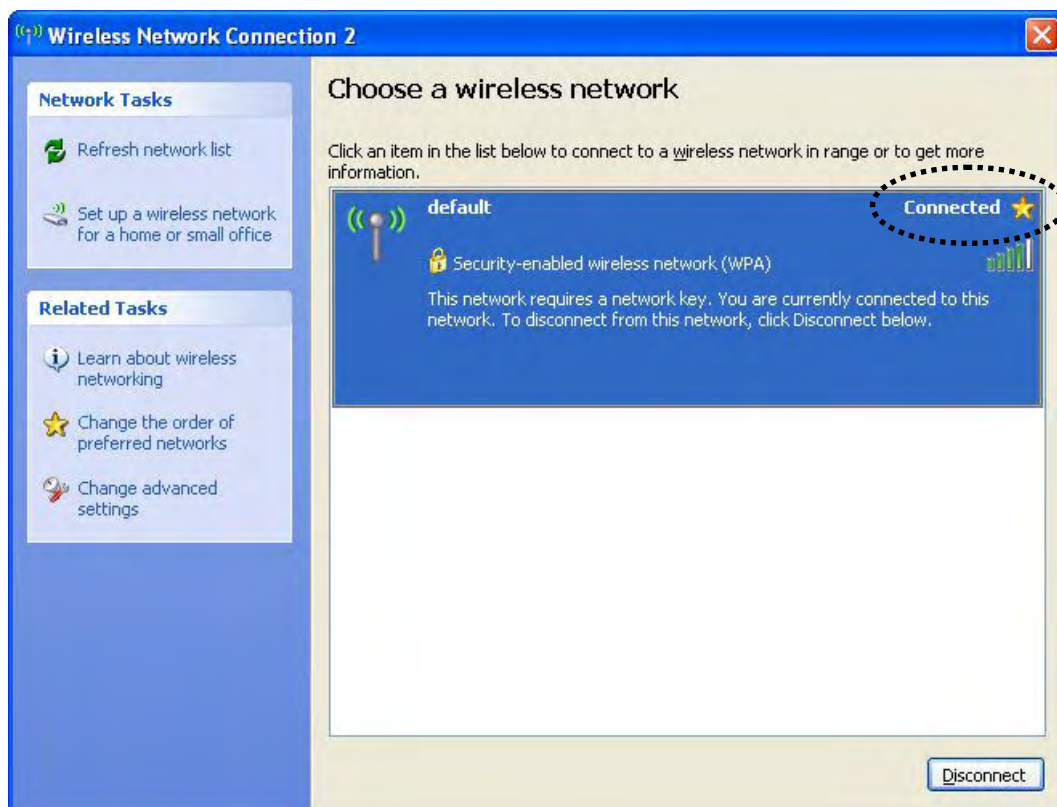 Wireless Network Connection 2
Network Tasks
Refresh network list
Set up a wireless network
for a home or small office
Related Tasks
Learn about wireless
networking
Change the order of
preferred networks
Change advanced
settings
Choose a wireless network
Click an item in the list below to connect to a wireless network in range or to get more
information.
default
Connected
Security-enabled wireless network (WPA)
This network requires a network key. You are currently connected to this
network. To disconnect from this network, click Disconnect below.
Disconnect